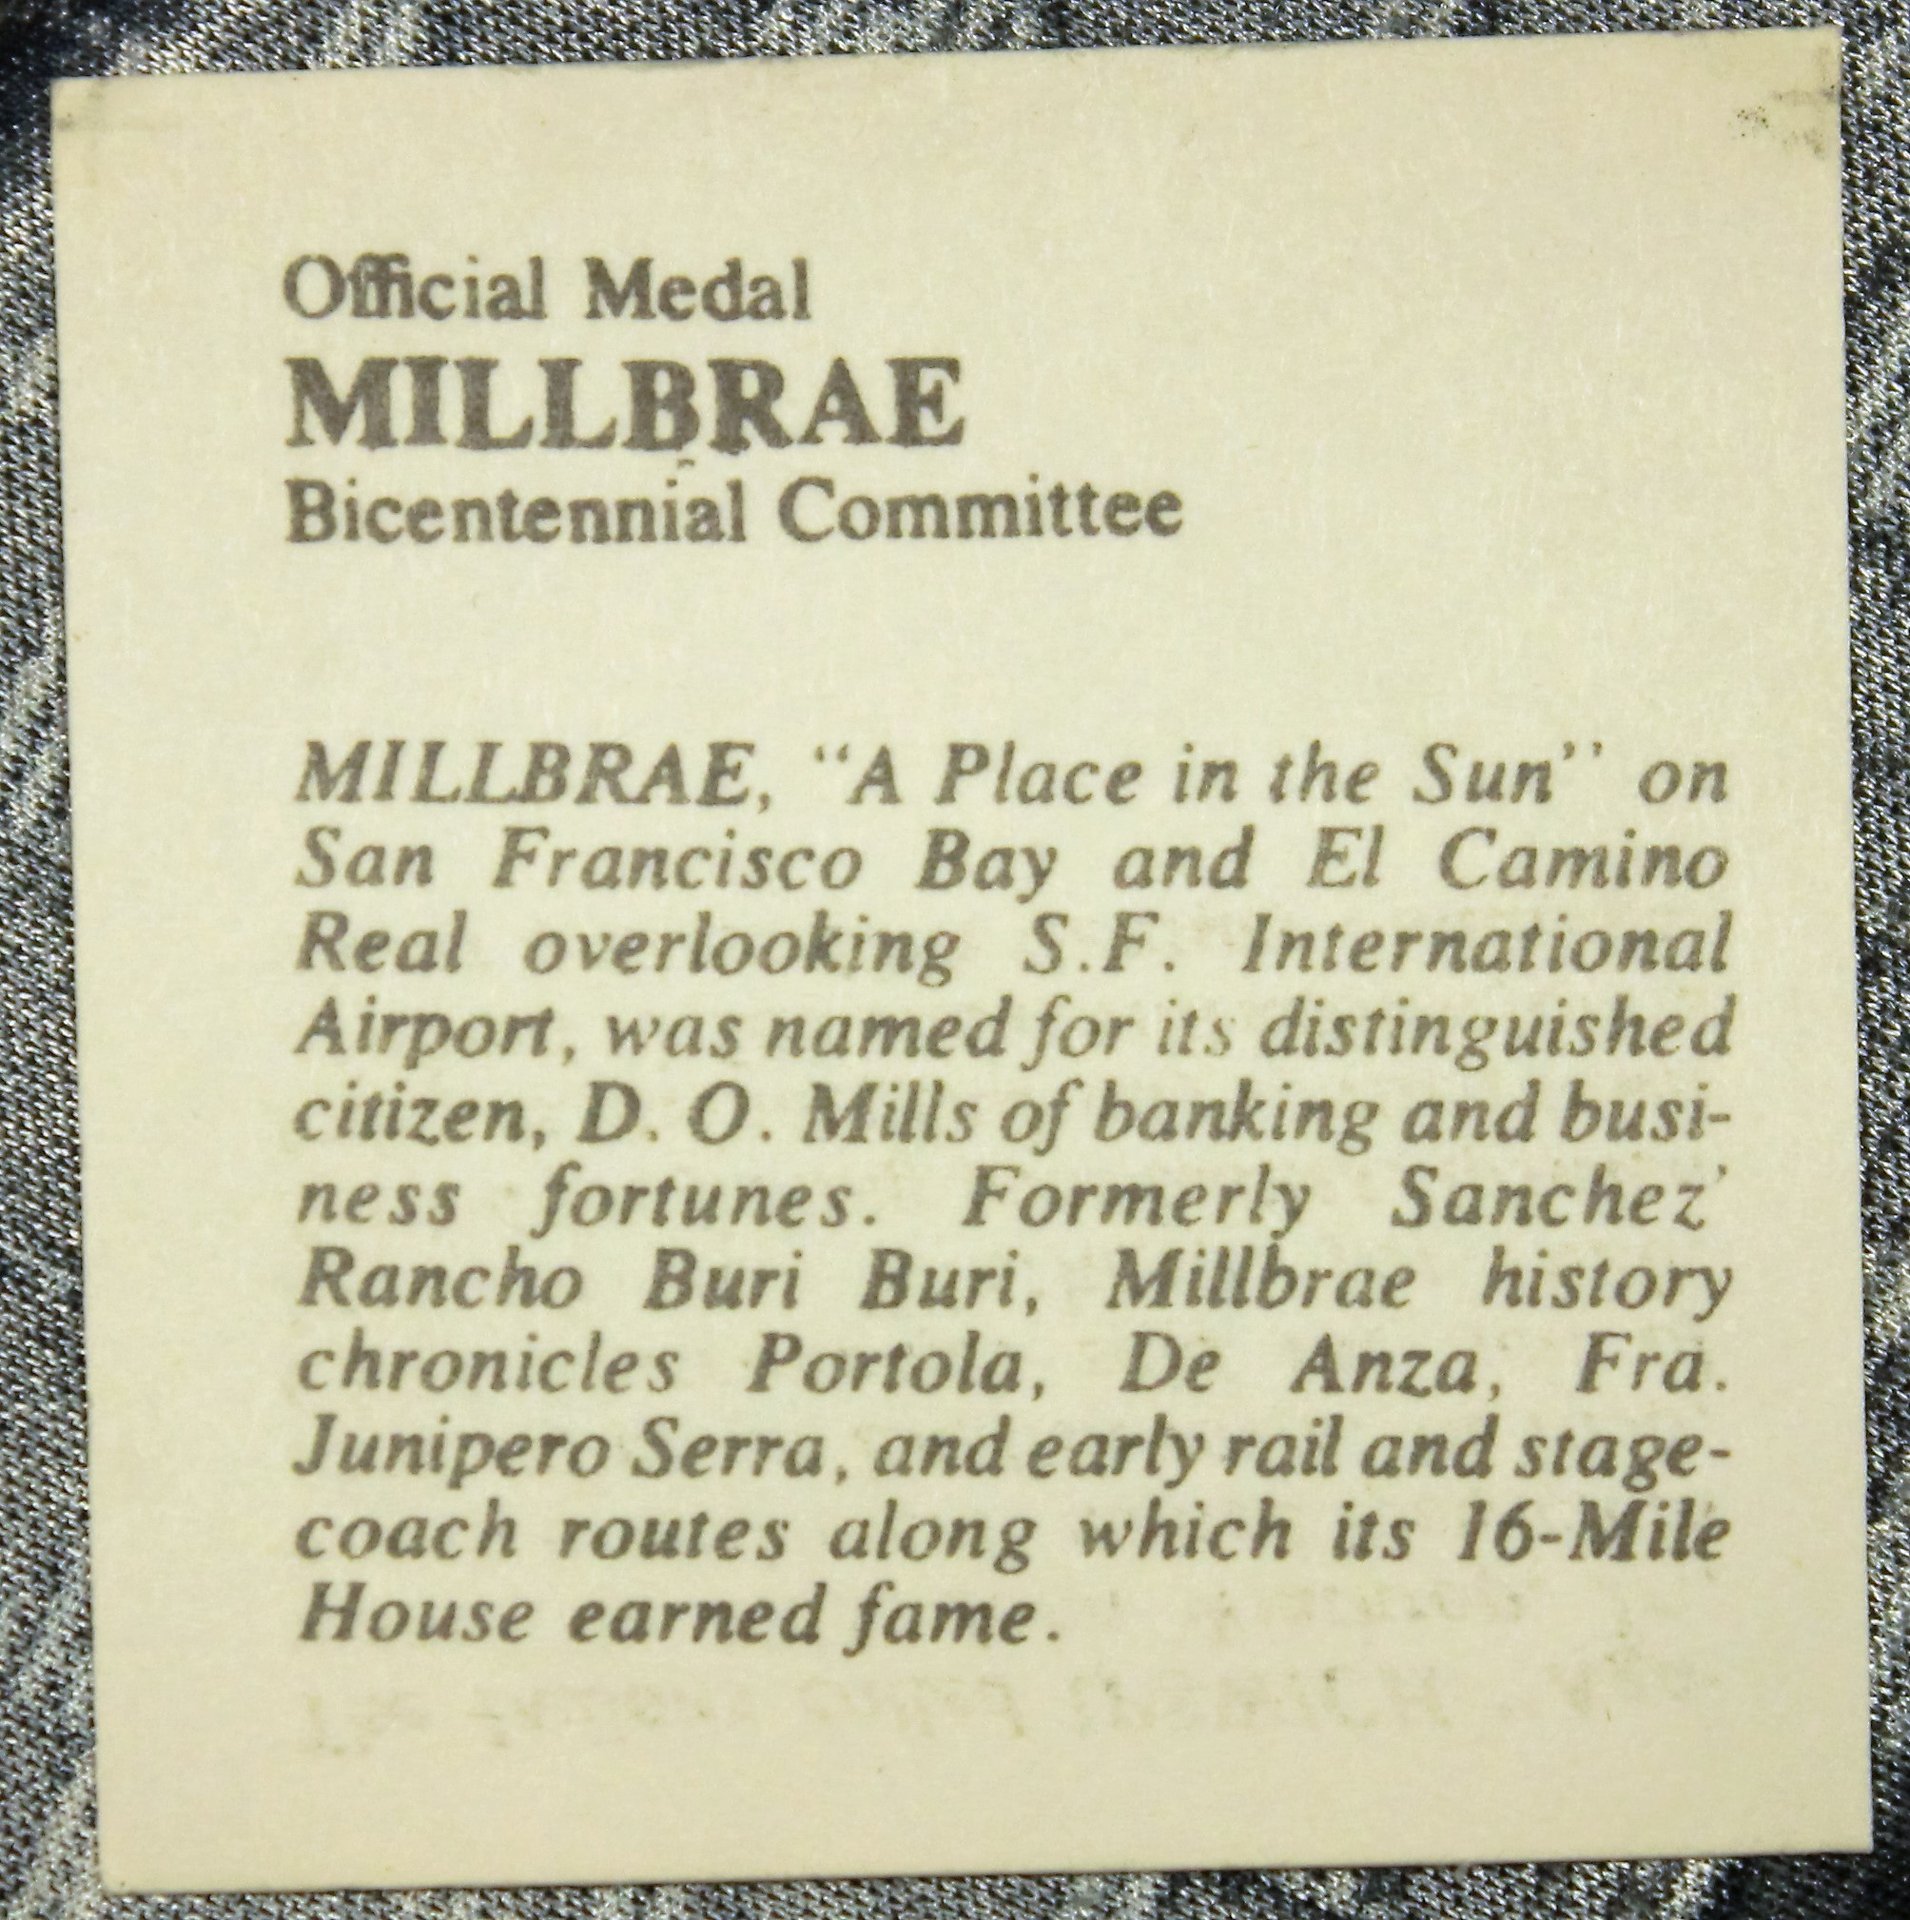 Official Medal
MILLBRAE
Bicentennial Committee
MILLBRAE, “A Place in the Sun” on
San Francisco Bay and El Camino
Real overlooking S.F. International
Airport, was named for its distinguished
citizen, D. O. Mills of banking and busi-
ness fortunes. Formerly Sanchez’
Rancho Buri Buri, Millbrae history
chronicles Portola, De Anza, Fra.
Junipero Serra, and early rail and stage-
coach routes along which its 16-Mile
House earned fame.